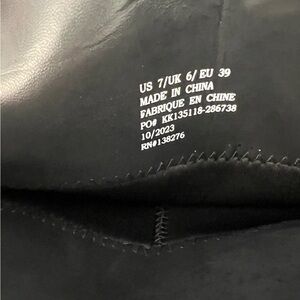 US 7/UK 6/EU 39
MADE IN CHINA
FABRIQUE EN CHINE
PO# KK135118-286738
10/2023
RN#138276